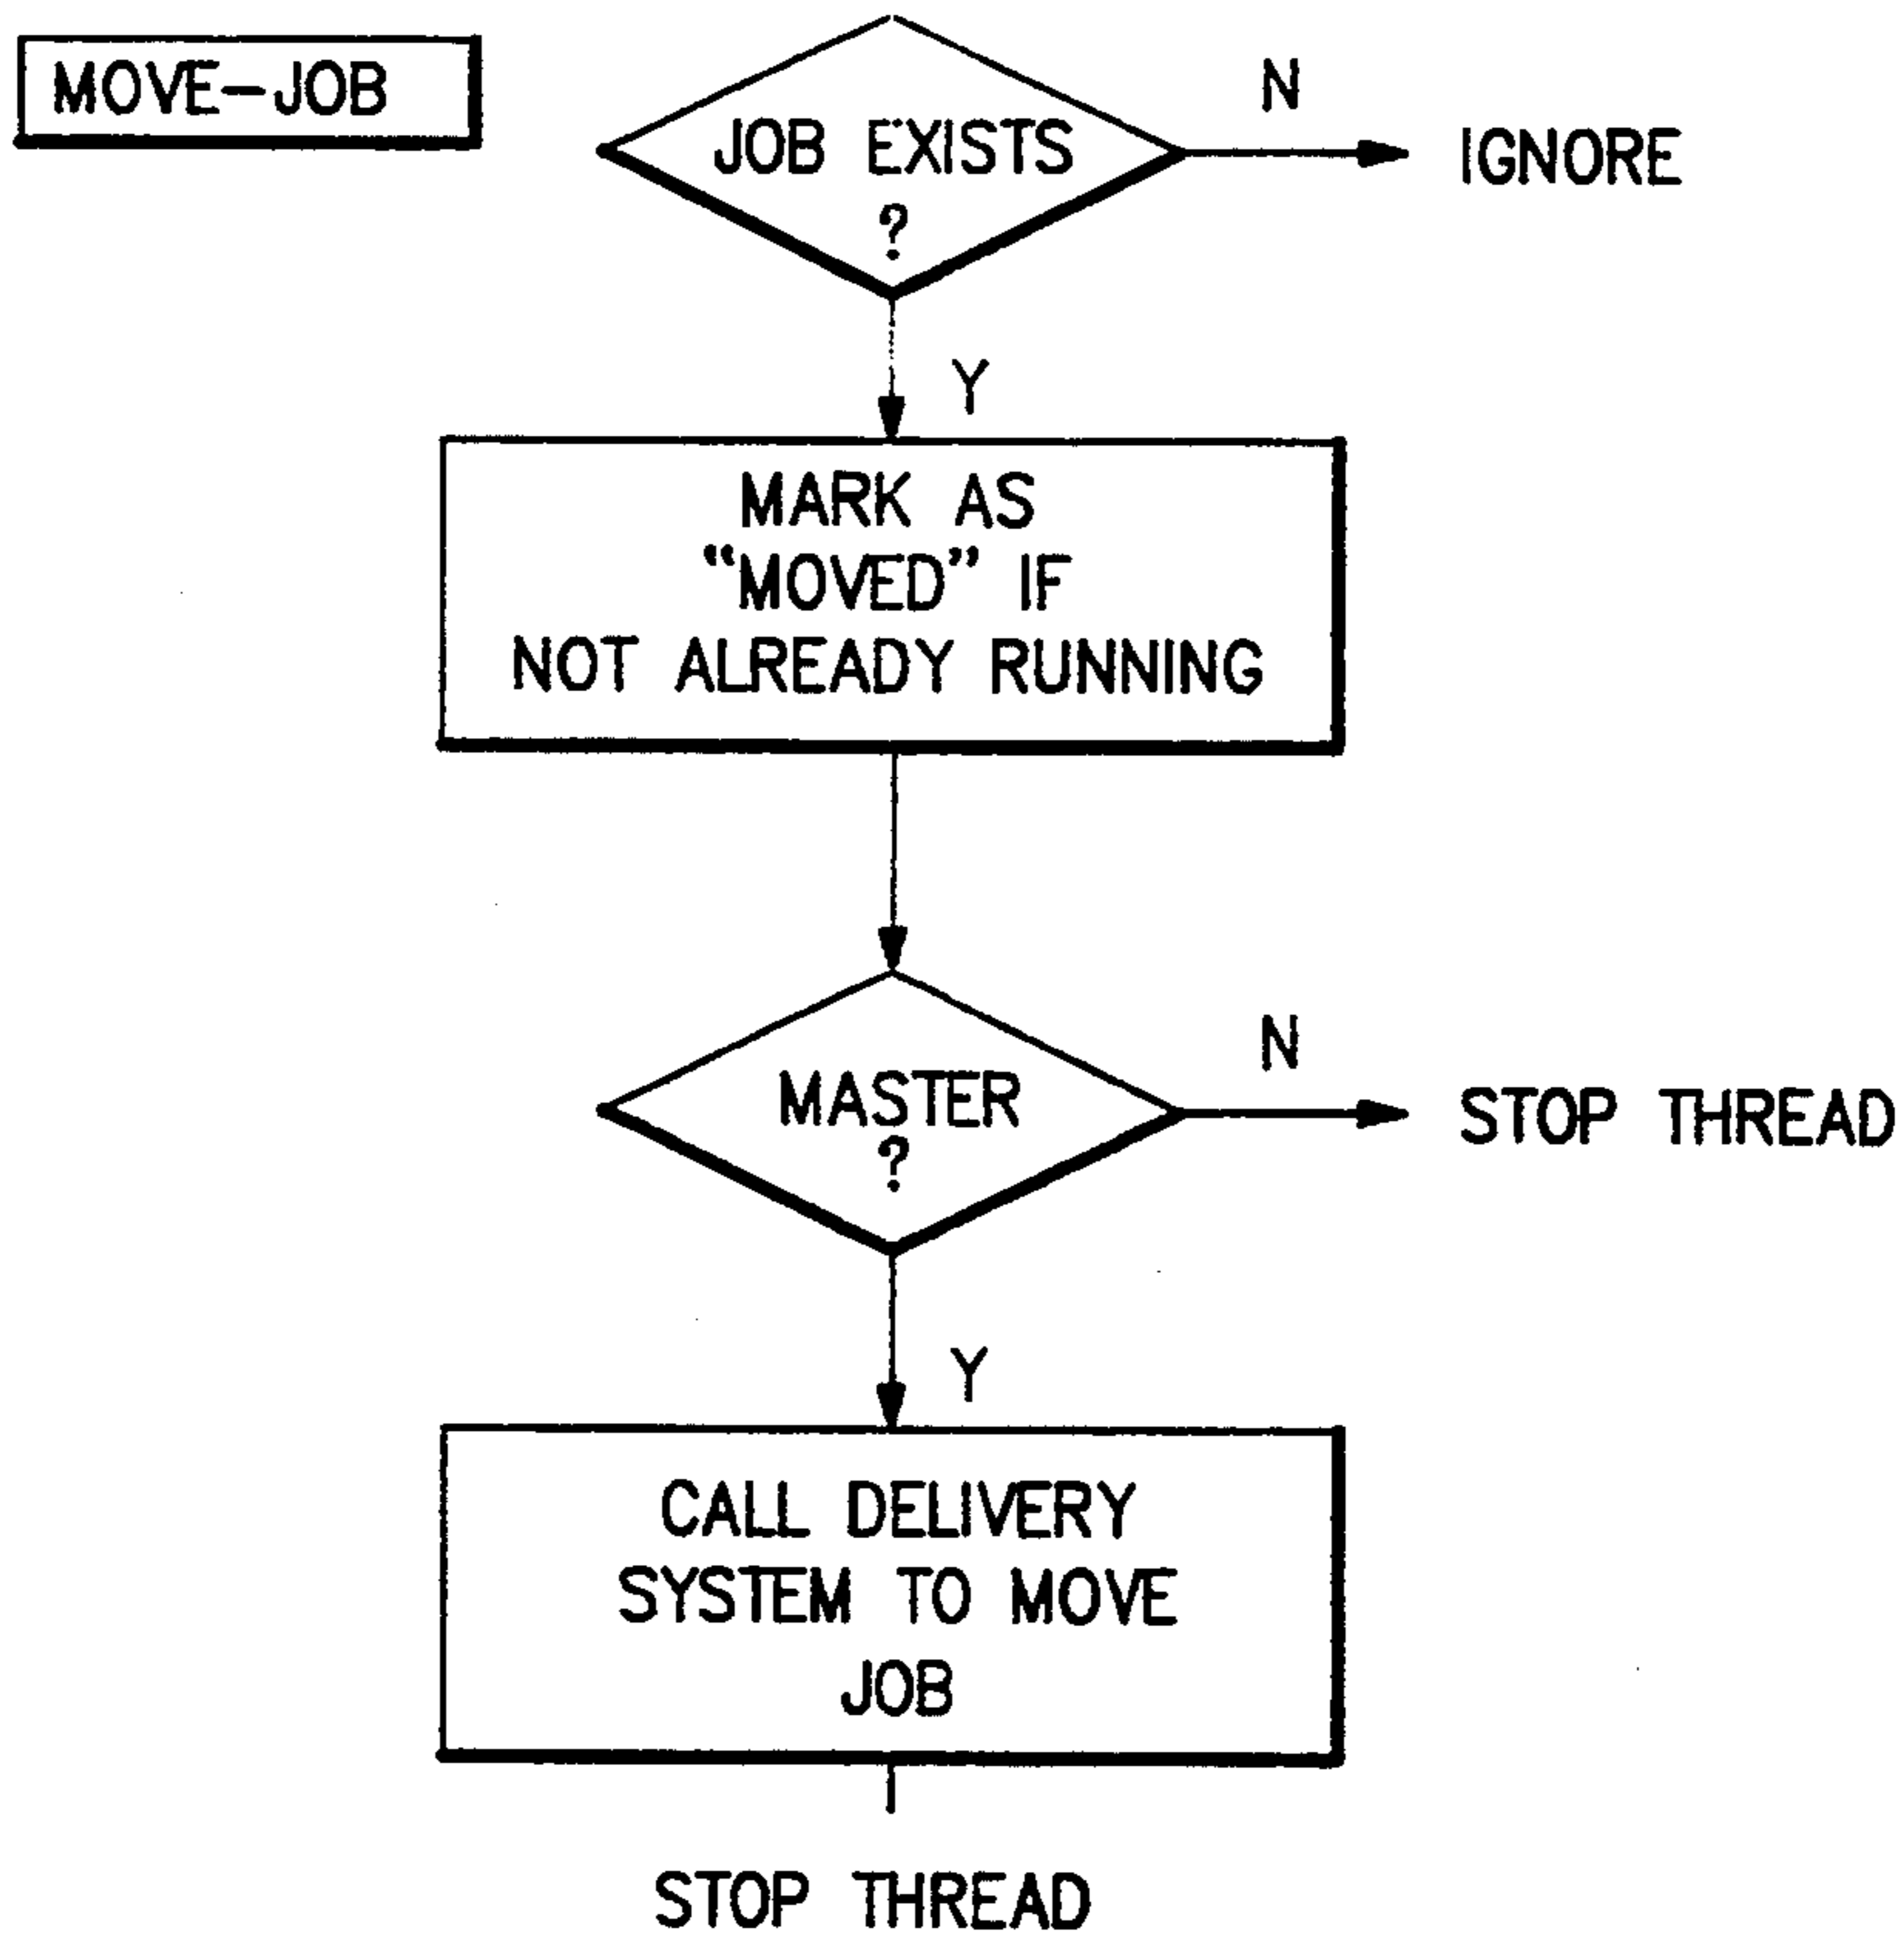 MOVE-JOB
JOB EXISTS
?
N
IGNORE
Y
MARK AS
“MOVED” IF
NOT ALREADY RUNNING
MASTER
?
N
STOP THREAD
Y
CALL DELIVERY
SYSTEM TO MOVE
JOB
STOP THREAD